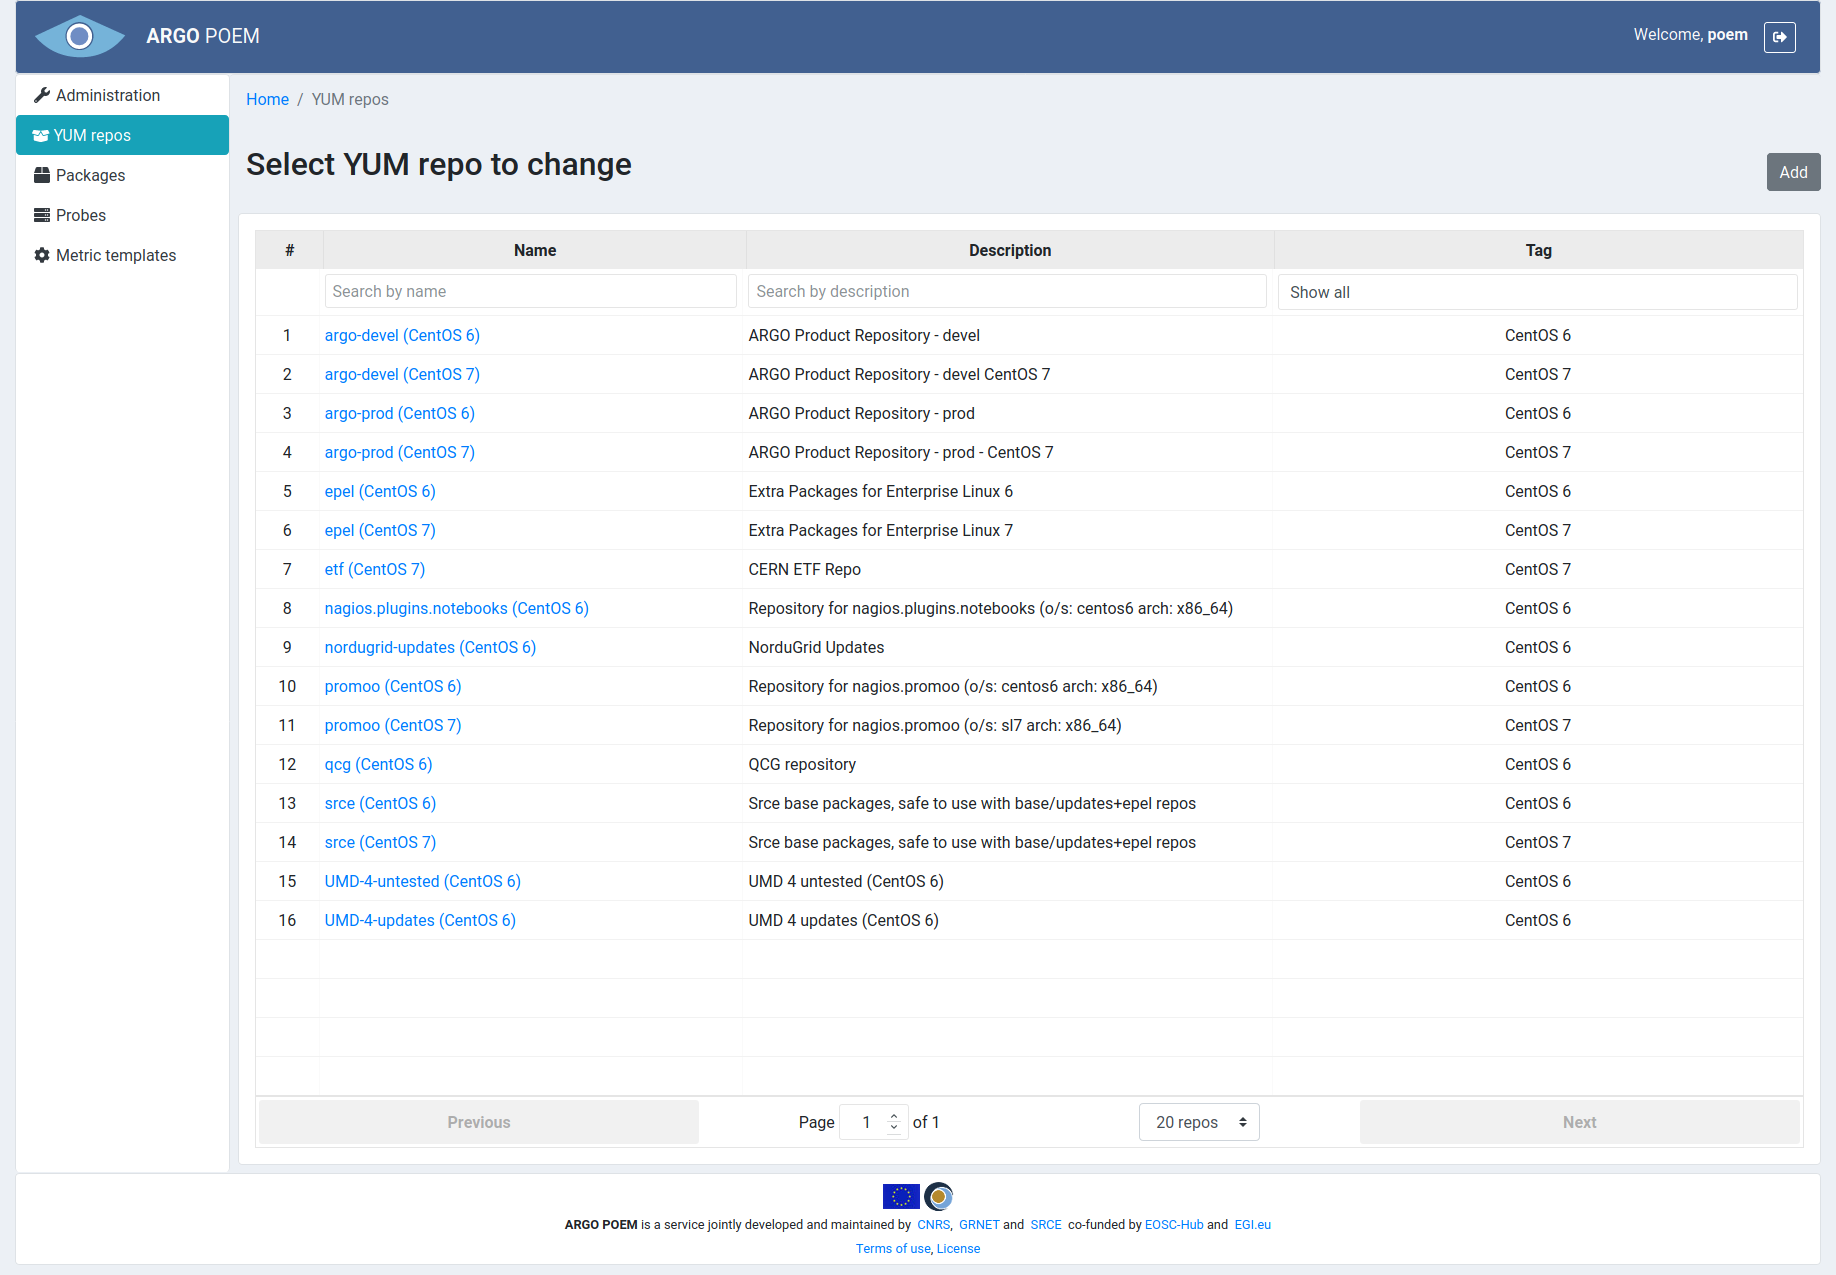 ARGO POEM
Welcome, poem
Administration
YUM repos
Packages
Probes
Metric templates
Home / YUM repos
Select YUM repo to change
Add
# Name Description Tag
Search by name Search by description Show all
1 argo-devel (CentOS 6) ARGO Product Repository - devel CentOS 6
2 argo-devel (CentOS 7) ARGO Product Repository - devel CentOS 7 CentOS 7
3 argo-prod (CentOS 6) ARGO Product Repository - prod CentOS 6
4 argo-prod (CentOS 7) ARGO Product Repository - prod - CentOS 7 CentOS 7
5 epel (CentOS 6) Extra Packages for Enterprise Linux 6 CentOS 6
6 epel (CentOS 7) Extra Packages for Enterprise Linux 7 CentOS 7
7 etf (CentOS 7) CERN ETF Repo CentOS 7
8 nagios.plugins.notebooks (CentOS 6) Repository for nagios.plugins.notebooks (o/s: centos6 arch: x86_64) CentOS 6
9 nordugrid-updates (CentOS 6) NorduGrid Updates CentOS 6
10 promoo (CentOS 6) Repository for nagios.promoo (o/s: centos6 arch: x86_64) CentOS 6
11 promoo (CentOS 7) Repository for nagios.promoo (o/s: sl7 arch: x86_64) CentOS 7
12 qcg (CentOS 6) QCG repository CentOS 6
13 srce (CentOS 6) Srce base packages, safe to use with base/updates+epel repos CentOS 6
14 srce (CentOS 7) Srce base packages, safe to use with base/updates+epel repos CentOS 7
15 UMD-4-untested (CentOS 6) UMD 4 untested (CentOS 6) CentOS 6
16 UMD-4-updates (CentOS 6) UMD 4 updates (CentOS 6) CentOS 6
Previous Page 1 of 1 20 repos Next
ARGO POEM is a service jointly developed and maintained by CNRS, GRNET and SRCE co-funded by EOSC-Hub and EGI.eu
Terms of use, License